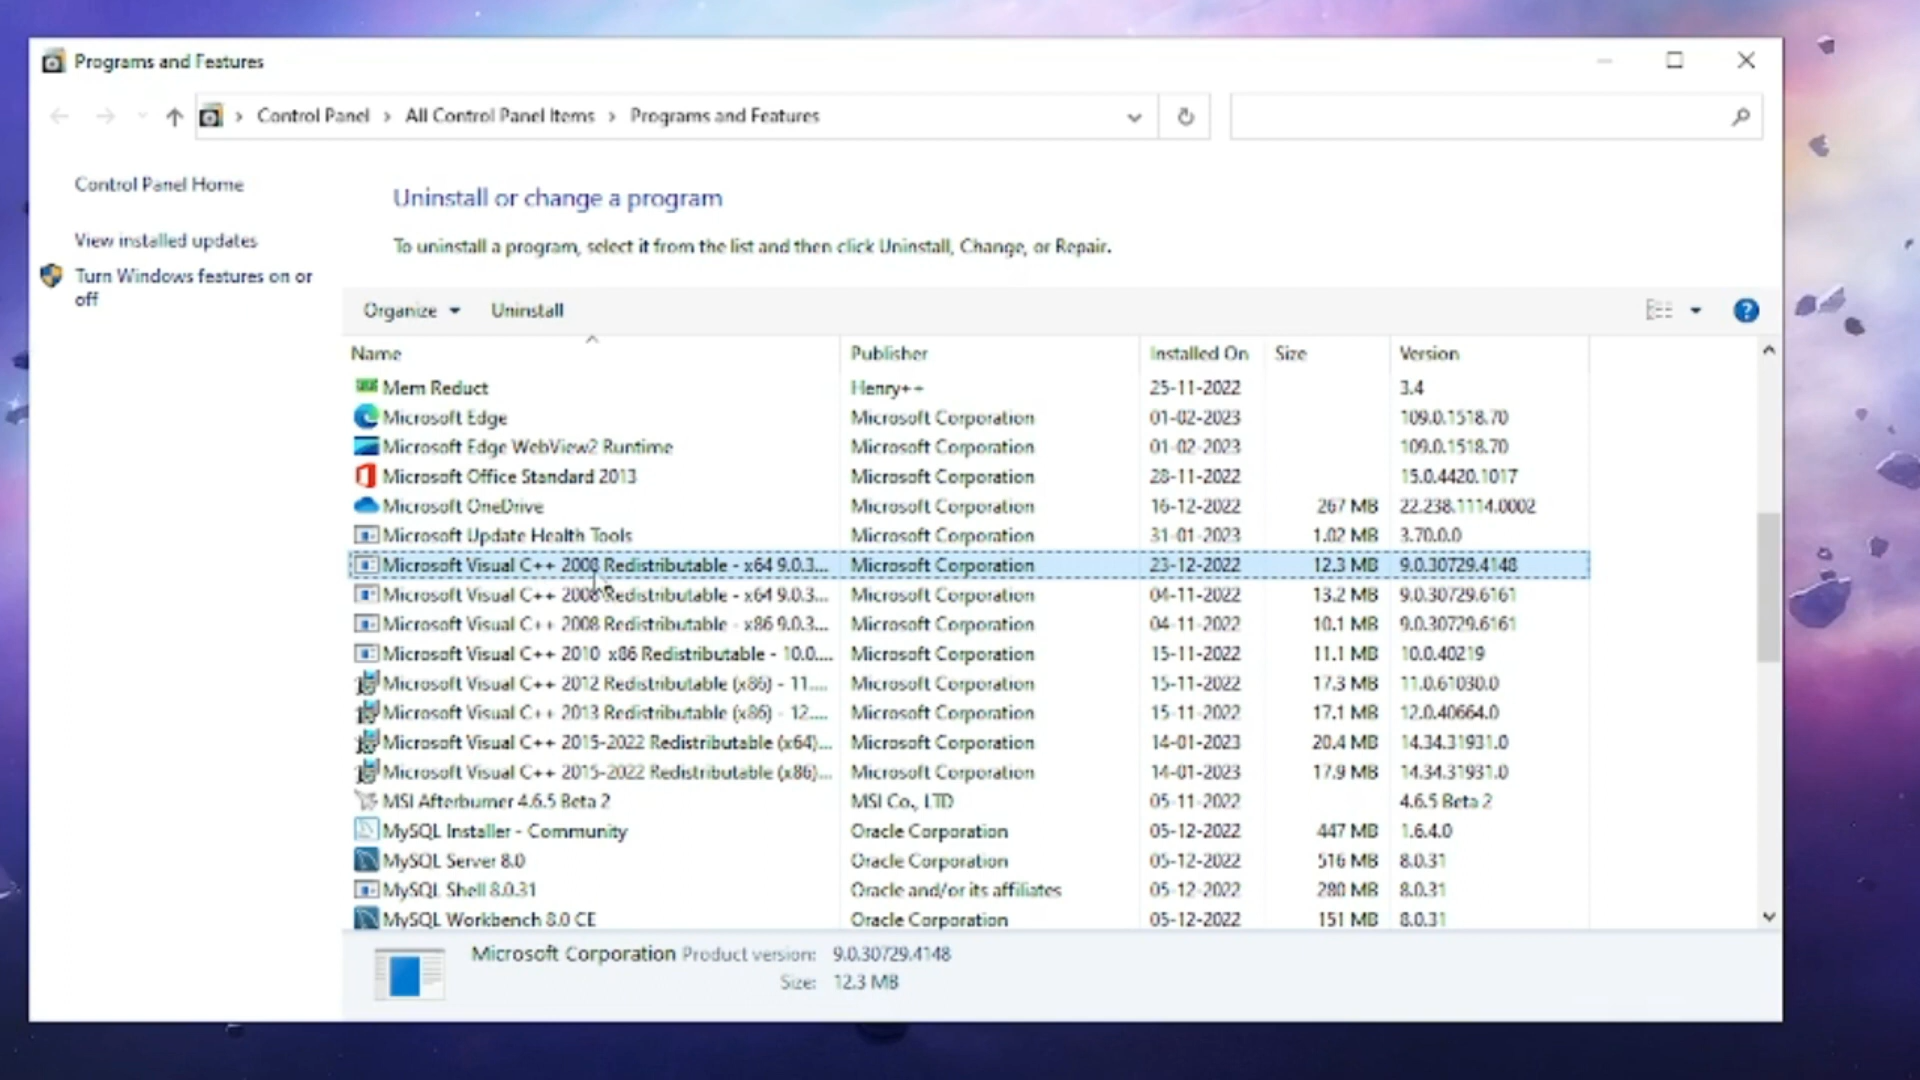 Programs and Features
Control Panel > All Control Panel Items > Programs and Features
Control Panel Home
View installed updates
Turn Windows features on or
off
Uninstall or change a program
To uninstall a program, select it from the list and then click Uninstall, Change, or Repair.
Organize Uninstall
Name Publisher Installed On Size Version
Mem Reduct Henry++ 25-11-2022 3.4
Microsoft Edge Microsoft Corporation 01-02-2023 109.0.1518.70
Microsoft Edge WebView2 Runtime Microsoft Corporation 01-02-2023 109.0.1518.70
Microsoft Office Standard 2013 Microsoft Corporation 28-11-2022 15.0.4420.1017
Microsoft OneDrive Microsoft Corporation 16-12-2022 267 MB 22.238.1114.0002
Microsoft Update Health Tools Microsoft Corporation 31-01-2023 1.02 MB 3.70.0.0
Microsoft Visual C++ 2008 Redistributable - x64 9.0.3... Microsoft Corporation 23-12-2022 12.3 MB 9.0.30729.4148
Microsoft Visual C++ 2008 Redistributable - x64 9.0.3... Microsoft Corporation 04-11-2022 13.2 MB 9.0.30729.6161
Microsoft Visual C++ 2008 Redistributable - x86 9.0.3... Microsoft Corporation 04-11-2022 10.1 MB 9.0.30729.6161
Microsoft Visual C++ 2010 x86 Redistributable - 10.0.... Microsoft Corporation 15-11-2022 11.1 MB 10.0.40219
Microsoft Visual C++ 2012 Redistributable (x86) - 11.... Microsoft Corporation 15-11-2022 17.3 MB 11.0.61030.0
Microsoft Visual C++ 2013 Redistributable (x86) - 12.... Microsoft Corporation 15-11-2022 17.1 MB 12.0.40664.0
Microsoft Visual C++ 2015-2022 Redistributable (x64)... Microsoft Corporation 14-01-2023 20.4 MB 14.34.31931.0
Microsoft Visual C++ 2015-2022 Redistributable (x86)... Microsoft Corporation 14-01-2023 17.9 MB 14.34.31931.0
MSI Afterburner 4.6.5 Beta 2 MSI Co., LTD 05-11-2022 4.6.5 Beta 2
MySQL Installer - Community Oracle Corporation 05-12-2022 447 MB 1.6.4.0
MySQL Server 8.0 Oracle Corporation 05-12-2022 516 MB 8.0.31
MySQL Shell 8.0.31 Oracle and/or its affiliates 05-12-2022 280 MB 8.0.31
MySQL Workbench 8.0 CE Oracle Corporation 05-12-2022 151 MB 8.0.31
Microsoft Corporation Product version: 9.0.30729.4148
Size: 12.3 MB